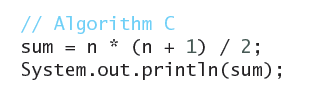 // Algorithm C
sum = n * (n + 1) / 2;
System.out.println(sum);